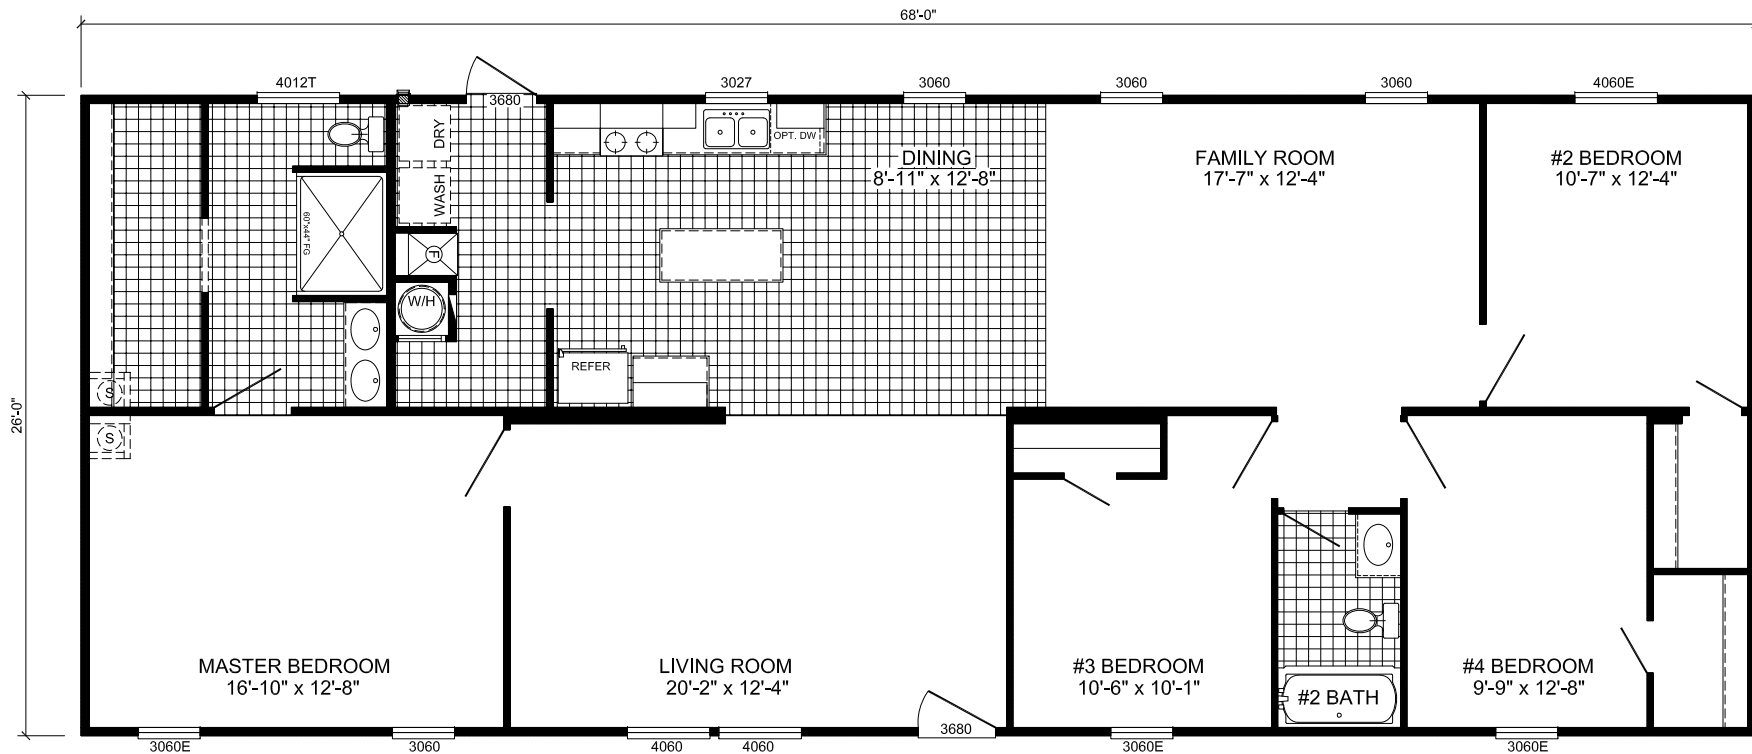 68'-0"
4012T
3680
3027
3060
3060
3060
4060E
DRY
WASH
OPT. DW
DINING
8'-11" x 12'-8"
FAMILY ROOM
17'-7" x 12'-4"
#2 BEDROOM
10'-7" x 12'-4"
60"x44" FG
F
W/H
REFER
S
S
26'-0"
MASTER BEDROOM
16'-10" x 12'-8"
LIVING ROOM
20'-2" x 12'-4"
#3 BEDROOM
10'-6" x 10'-1"
#2 BATH
#4 BEDROOM
9'-9" x 12'-8"
3060E
3060
4060
4060
3680
3060E
3060E